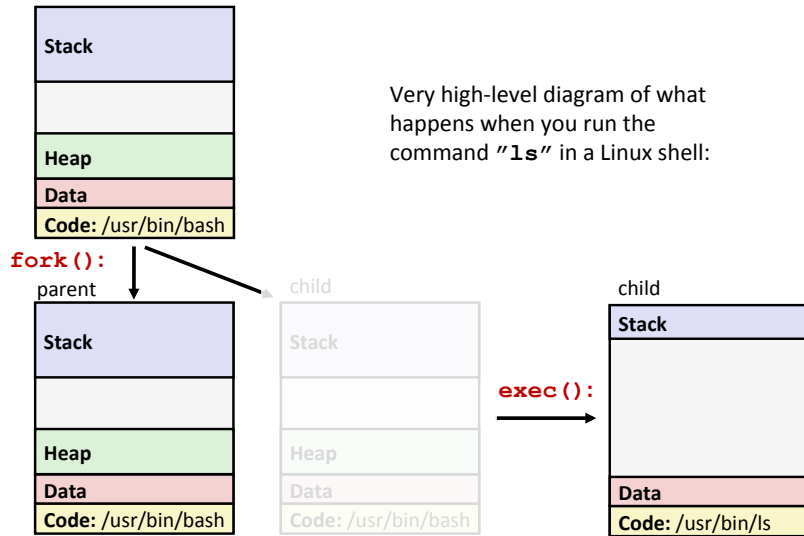 Stack
Very high-level diagram of what
happens when you run the
command ”ls” in a Linux shell:
Heap
Data
Code: /usr/bin/bash
fork():
parent
child
child
Stack
Stack
Stack
exec():
Heap
Heap
Data
Data
Data
Code: /usr/bin/bash
Code: /usr/bin/bash
Code: /usr/bin/ls